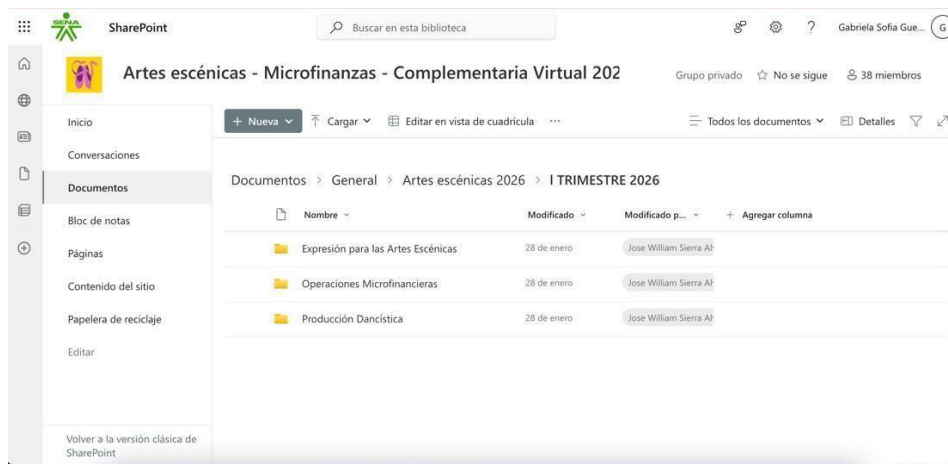 SENA
SharePoint
Buscar en esta biblioteca
?
Gabriela Sofia Gue...
G
Artes escénicas - Microfinanzas - Complementaria Virtual 202
Grupo privado
No se sigue
38 miembros
Inicio
Conversaciones
Documentos
Bloc de notas
Páginas
Contenido del sitio
Papelera de reciclaje
Editar
Volver a la versión clásica de
SharePoint
+ Nueva
Cargar
Editar en vista de cuadrícula
...
Todos los documentos
Detalles
Documentos > General > Artes escénicas 2026 > I TRIMESTRE 2026
Nombre
Modificado
Modificado p...
+ Agregar columna
Expresión para las Artes Escénicas 28 de enero Jose William Sierra Al
Operaciones Microfinancieras 28 de enero Jose William Sierra Al
Producción Dancística 28 de enero Jose William Sierra Al